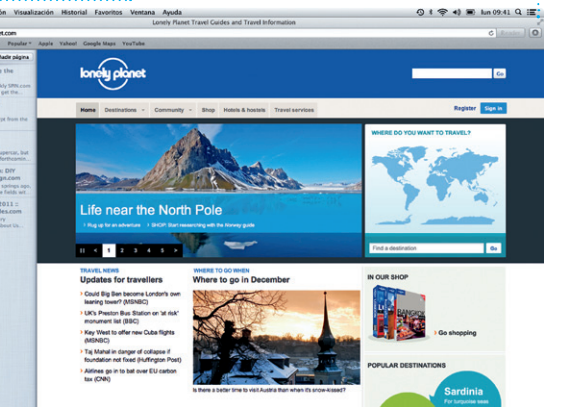 Visualización Historial Favoritos Ventana Ayuda
lun 09:41
Lonely Planet Travel Guides and Travel Information
et.com
Reader
Popular Apple Yahoo! Google Maps YouTube
lonely planet
Go
Home Destinations Community Shop Hotels & hostels Travel services
Register Sign in
Life near the North Pole
› Rug up for an adventure › SHOP: Start researching with the Norway guide
1 2 3 4 5
WHERE DO YOU WANT TO TRAVEL?
Find a destination Go
TRAVEL NEWS
Updates for travellers
› Could Big Ben become London's own
leaning tower? (MSNBC)
› UK's Preston Bus Station on 'at risk'
monument list (BBC)
› Key West to offer new Cuba flights
(MSNBC)
› Taj Mahal in danger of collapse if
foundation not fixed (Huffington Post)
› Airlines go in to bat over EU carbon
tax (CNN)
WHERE TO GO WHEN
Where to go in December
Is there a better time to visit Austria than when it's snow-kissed?
IN OUR SHOP
BANGKOK
› Go shopping
POPULAR DESTINATIONS
Sardinia
For turquoise seas